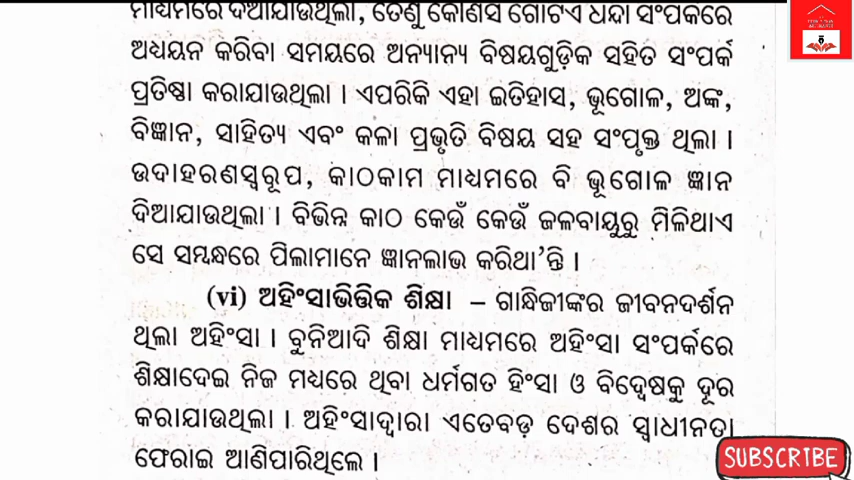 ମାଧ୍ୟମରେ ଦିଆଯାଉଥିଲା, ତେଣୁ କୌଣସି ଗୋଟିଏ ଧନ୍ଦା ସଂପର୍କରେ
ଅଧ୍ୟୟନ କରିବା ସମୟରେ ଅନ୍ୟାନ୍ୟ ବିଷୟଗୁଡ଼ିକ ସହିତ ସଂପର୍କ
ପ୍ରତିଷ୍ଠା କରାଯାଉଥିଲା । ଏପରିକି ଏହା ଇତିହାସ, ଭୂଗୋଳ, ଅଙ୍କ,
ବିଜ୍ଞାନ, ସାହିତ୍ୟ ଏବଂ କଳା ପ୍ରଭୃତି ବିଷୟ ସହ ସଂପୃକ୍ତ ଥିଲା ।
ଉଦାହରଣସ୍ୱରୂପ, କାଠକାମ ମାଧ୍ୟମରେ ବି ଭୂଗୋଳ ଜ୍ଞାନ
ଦିଆଯାଉଥିଲା । ବିଭିନ୍ନ କାଠ କେଉଁ କେଉଁ ଜଳବାୟୁରୁ ମିଳିଥାଏ
ସେ ସମ୍ବନ୍ଧରେ ପିଲାମାନେ ଜ୍ଞାନଲାଭ କରିଥା'ନ୍ତି ।
(vi) ଅହିଂସାଭିତ୍ତିକ ଶିକ୍ଷା – ଗାନ୍ଧିଜୀଙ୍କର ଜୀବନଦର୍ଶନ
ଥିଲା ଅହିଂସା । ବୁନିଆଦି ଶିକ୍ଷା ମାଧ୍ୟମରେ ଅହିଂସା ସଂପର୍କରେ
ଶିକ୍ଷାଦେଇ ନିଜ ମଧ୍ୟରେ ଥିବା ଧର୍ମଗତ ହିଂସା ଓ ବିଦ୍ୱେଷକୁ ଦୂର
କରାଯାଉଥିଲା । ଅହିଂସାଦ୍ୱାରା ଏତେବଡ଼ ଦେଶର ସ୍ୱାଧୀନତା
ଫେରାଇ ଆଣିପାରିଥିଲେ ।
SUBSCRIBE